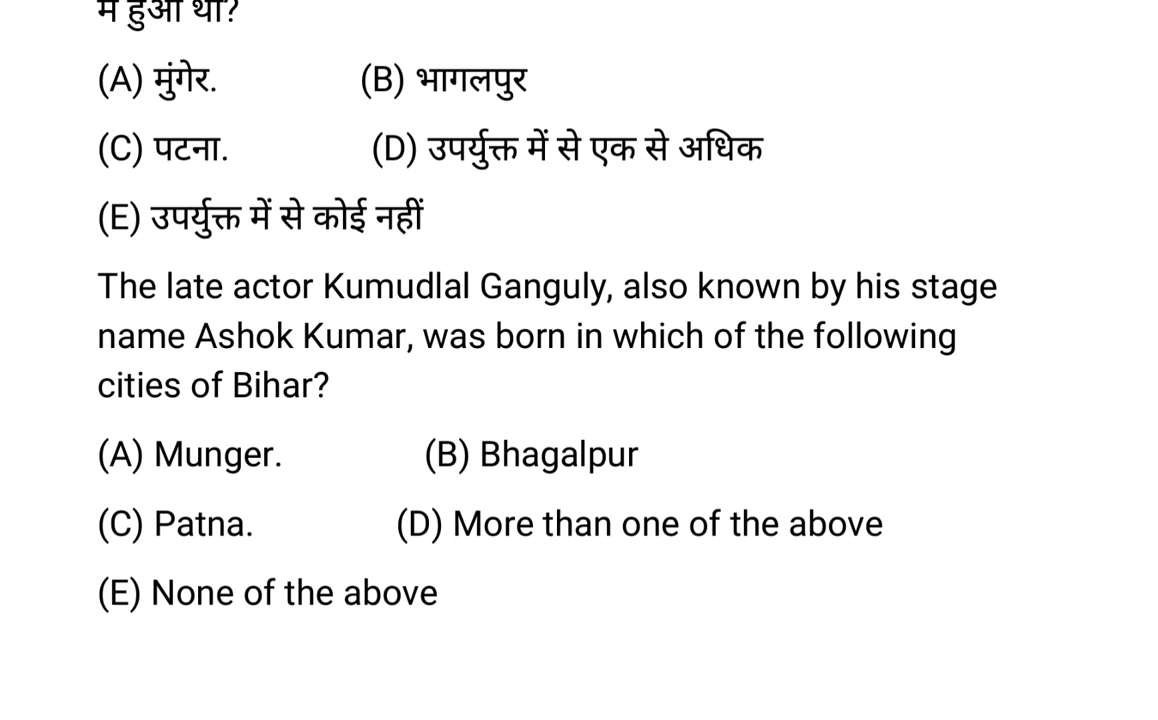 में हुआ था?
(A) मुंगेर. (B) भागलपुर
(C) पटना. (D) उपर्युक्त में से एक से अधिक
(E) उपर्युक्त में से कोई नहीं
The late actor Kumudlal Ganguly, also known by his stage
name Ashok Kumar, was born in which of the following
cities of Bihar?
(A) Munger. (B) Bhagalpur
(C) Patna. (D) More than one of the above
(E) None of the above